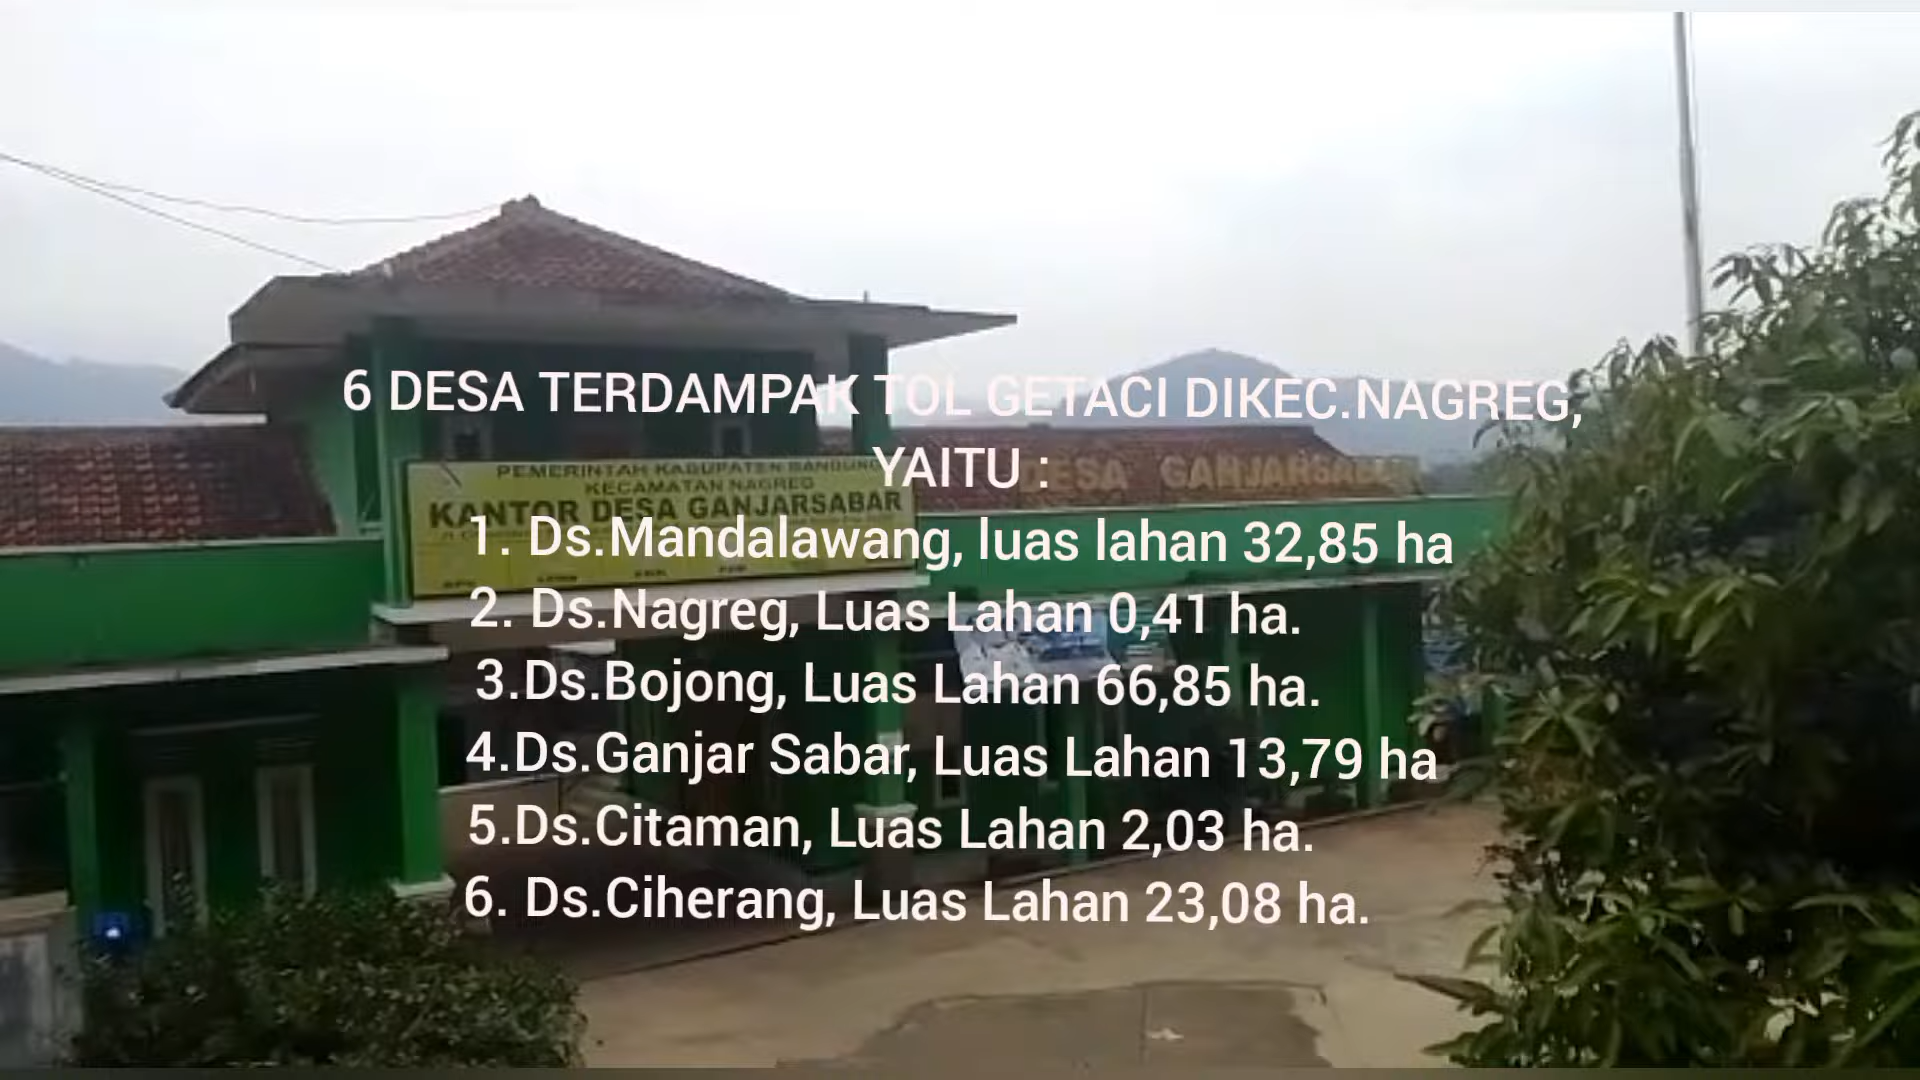 6 DESA TERDAMPAK TOL GETACI DIKEC.NAGREG,
YAITU :
1. Ds.Mandalawang, luas lahan 32,85 ha
2. Ds.Nagreg, Luas Lahan 0,41 ha.
3.Ds.Bojong, Luas Lahan 66,85 ha.
4.Ds.Ganjar Sabar, Luas Lahan 13,79 ha
5.Ds.Citaman, Luas Lahan 2,03 ha.
6. Ds.Ciherang, Luas Lahan 23,08 ha.
PEMERINTAH KABUPATEN BANDUNG
KECAMATAN NAGREG
KANTOR DESA GANJARSABAR
DESA GANJARSABAR